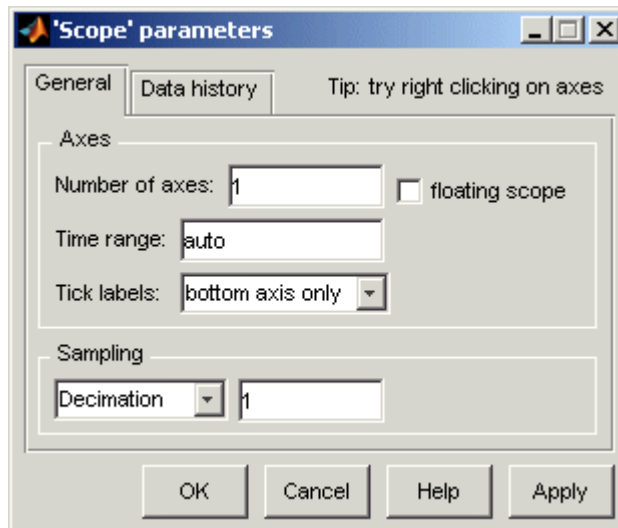 'Scope' parameters
General Data history Tip: try right clicking on axes
Axes
Number of axes: 1 floating scope
Time range: auto
Tick labels: bottom axis only
Sampling
Decimation 1
OK Cancel Help Apply